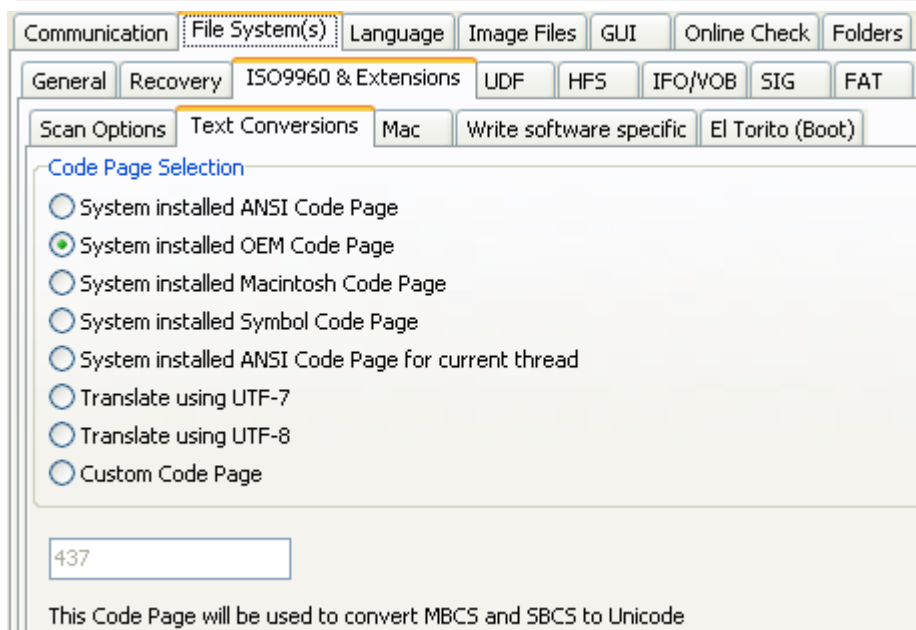 Communication File System(s) Language Image Files GUI Online Check Folders
General Recovery ISO9960 & Extensions UDF HFS IFO/VOB SIG FAT
Scan Options Text Conversions Mac Write software specific El Torito (Boot)
Code Page Selection
System installed ANSI Code Page
System installed OEM Code Page
System installed Macintosh Code Page
System installed Symbol Code Page
System installed ANSI Code Page for current thread
Translate using UTF-7
Translate using UTF-8
Custom Code Page
437
This Code Page will be used to convert MBCS and SBCS to Unicode